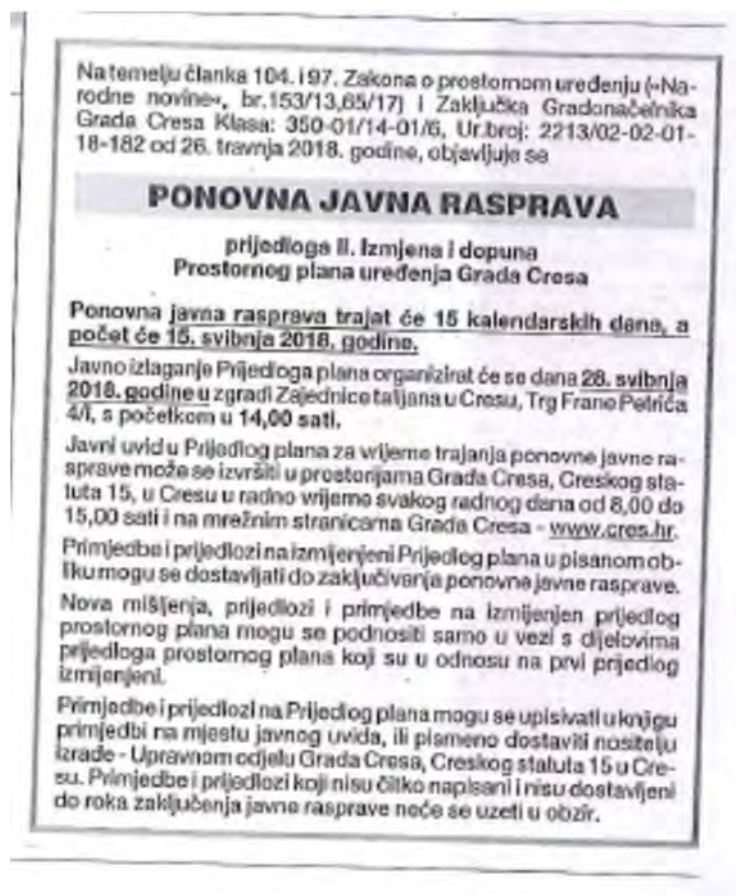 Na temelju članka 104. i 97. Zakona o prostornom uređenju (»Na-
rodne novine«, br.153/13,65/17) i Zaključka Gradonačelnika
Grada Cresa Klasa: 350-01/14-01/6, Ur.broj: 2213/02-02-01-
18-182 od 26. travnja 2018. godine, objavljuje se
PONOVNA JAVNA RASPRAVA
prijedloga II. Izmjena i dopuna
Prostornog plana uređenja Grada Cresa
Ponovna javna rasprava trajat će 15 kalendarskih dana, a
počet će 15. svibnja 2018. godine.
Javno izlaganje Prijedloga plana organizirat će se dana 28. svibnja
2018. godine u zgradi Zajednice talijana u Cresu, Trg Frane Petrića
4/I, s početkom u 14,00 sati.
Javni uvid u Prijedlog plana za vrijeme trajanja ponovne javne ra-
sprave može se izvršiti u prostorijama Grada Cresa, Creskog sta-
tuta 15, u Cresu u radno vrijeme svakog radnog dana od 8,00 do
15,00 sati i na mrežnim stranicama Grada Cresa - www.cres.hr.
Primjedbe i prijedlozi na izmijenjeni Prijedlog plana u pisanom ob-
liku mogu se dostavljati do zaključivanja ponovne javne rasprave.
Nova mišljenja, prijedlozi i primjedbe na izmijenjen prijedlog
prostornog plana mogu se podnositi samo u vezi s dijelovima
prijedloga prostornog plana koji su u odnosu na prvi prijedlog
izmijenjeni.
Primjedbe i prijedlozi na Prijedlog plana mogu se upisivati u knjigu
primjedbi na mjestu javnog uvida, ili pismeno dostaviti nositelju
izrade - Upravnom odjelu Grada Cresa, Creskog statuta 15 u Cre-
su. Primjedbe i prijedlozi koji nisu čitko napisani i nisu dostavljeni
do roka zaključenja javne rasprave neće se uzeti u obzir.